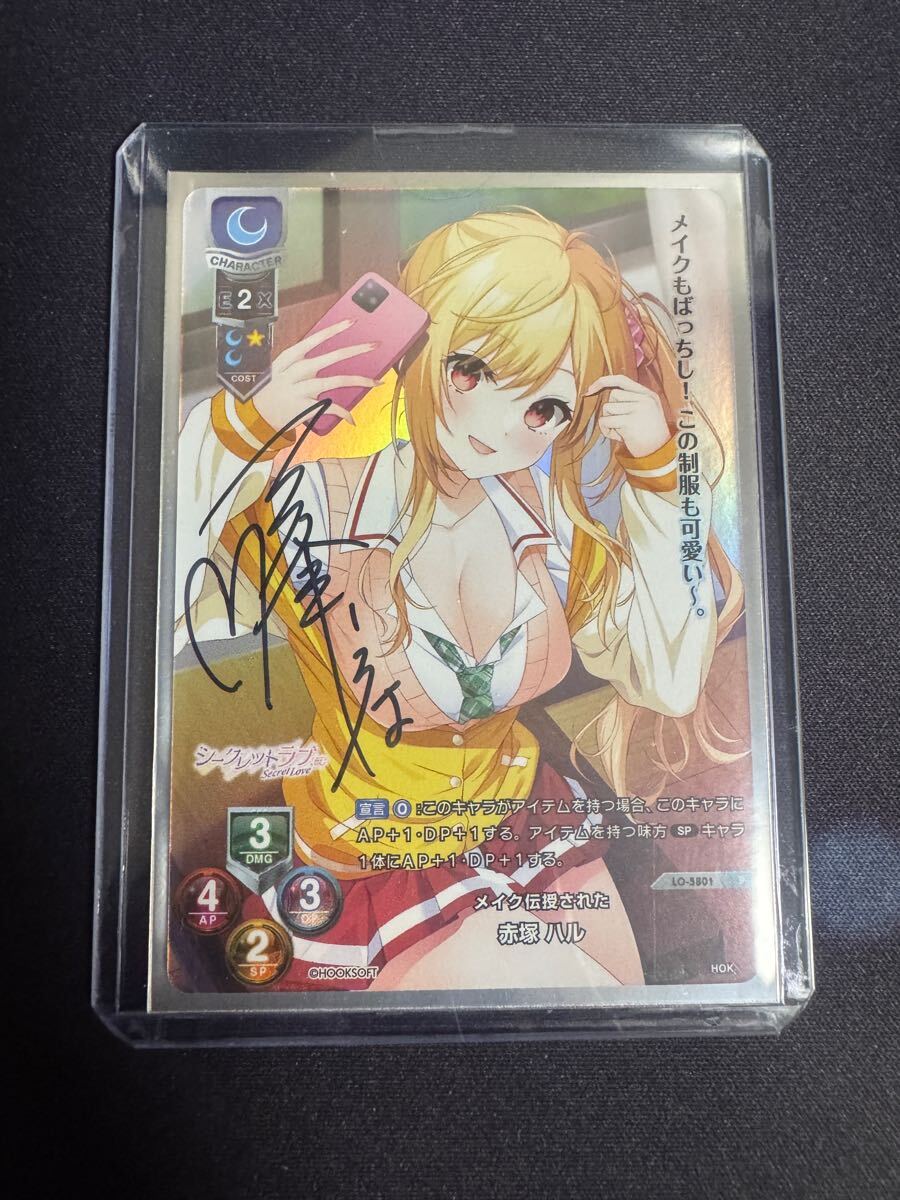 CHARACTER
E 2 X
COST
メイクもばっちし！この制服も可愛い〜。
シークレットラブ
Secret Love
宣言 0 :このキャラがアイテムを持つ場合、このキャラに
AP+1・DP+1する。アイテムを持つ味方 SP キャラ
1体にAP+1・DP+1する。
3
DMG
4
AP
3
DP
2
SP
LO-5801
メイク伝授された
赤塚 ハル
©HOOKSOFT
HOK